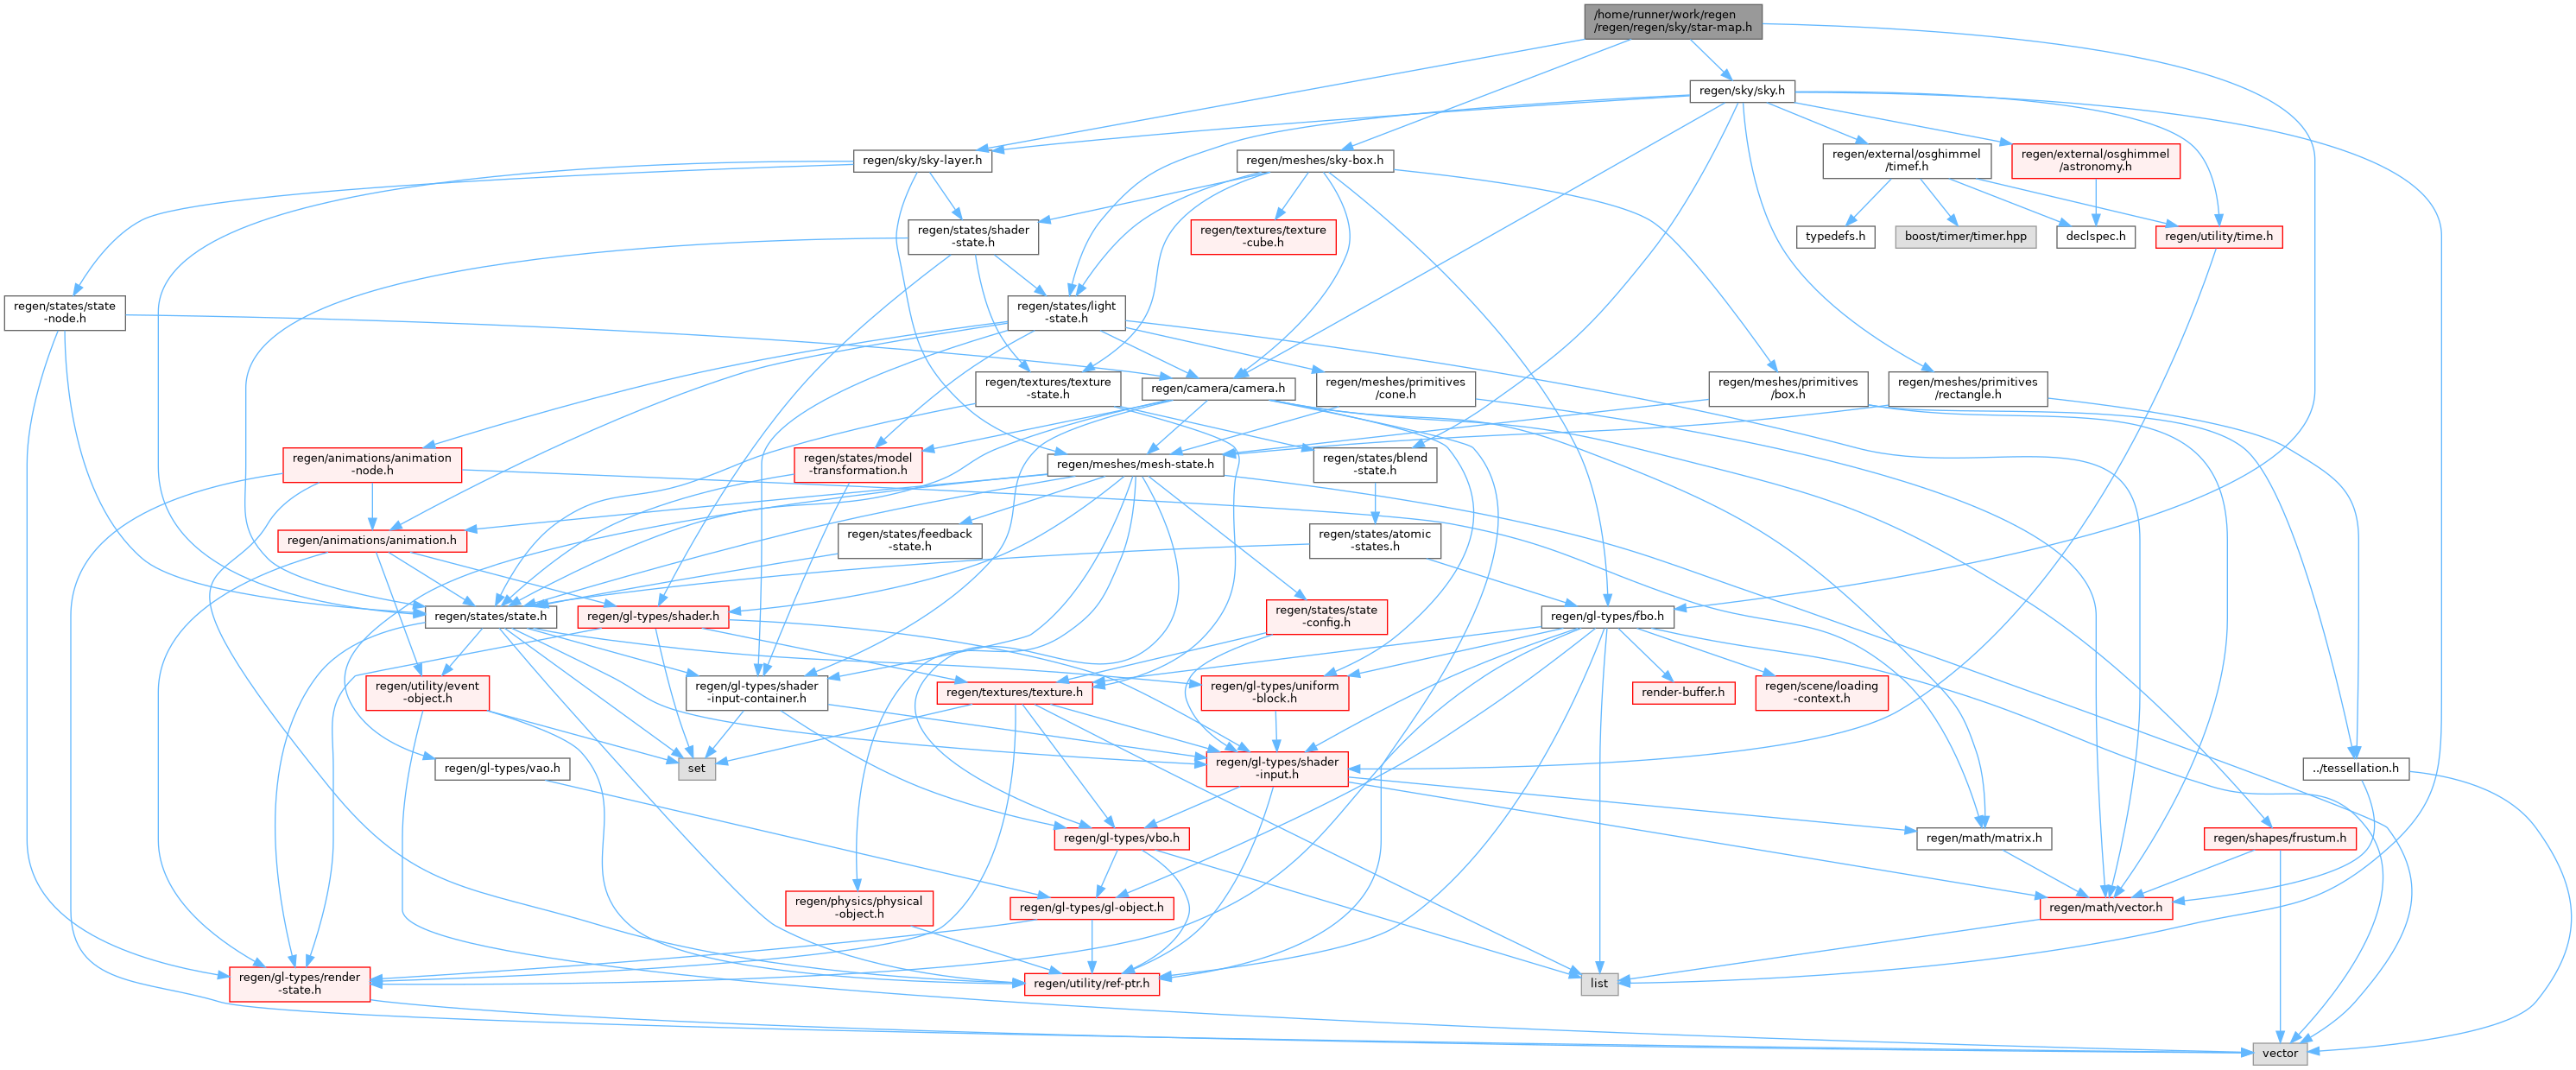 /home/runner/work/regen
/regen/regen/sky/star-map.h
regen/sky/sky.h
regen/sky/sky-layer.h
regen/meshes/sky-box.h
regen/external/osghimmel
/timef.h
regen/external/osghimmel
/astronomy.h
regen/states/shader
-state.h
regen/textures/texture
-cube.h
typedefs.h
boost/timer/timer.hpp
declspec.h
regen/utility/time.h
regen/states/state
-node.h
regen/states/light
-state.h
regen/textures/texture
-state.h
regen/camera/camera.h
regen/meshes/primitives
/cone.h
regen/meshes/primitives
/box.h
regen/meshes/primitives
/rectangle.h
regen/animations/animation
-node.h
regen/states/model
-transformation.h
regen/meshes/mesh-state.h
regen/states/blend
-state.h
regen/animations/animation.h
regen/states/feedback
-state.h
regen/states/atomic
-states.h
regen/states/state.h
regen/gl-types/shader.h
regen/states/state
-config.h
regen/gl-types/fbo.h
regen/utility/event
-object.h
regen/gl-types/shader
-input-container.h
regen/textures/texture.h
regen/gl-types/uniform
-block.h
render-buffer.h
regen/scene/loading
-context.h
regen/gl-types/vao.h
set
regen/gl-types/shader
-input.h
../tessellation.h
regen/gl-types/vbo.h
regen/math/matrix.h
regen/shapes/frustum.h
regen/physics/physical
-object.h
regen/gl-types/gl-object.h
regen/math/vector.h
regen/gl-types/render
-state.h
regen/utility/ref-ptr.h
list
vector